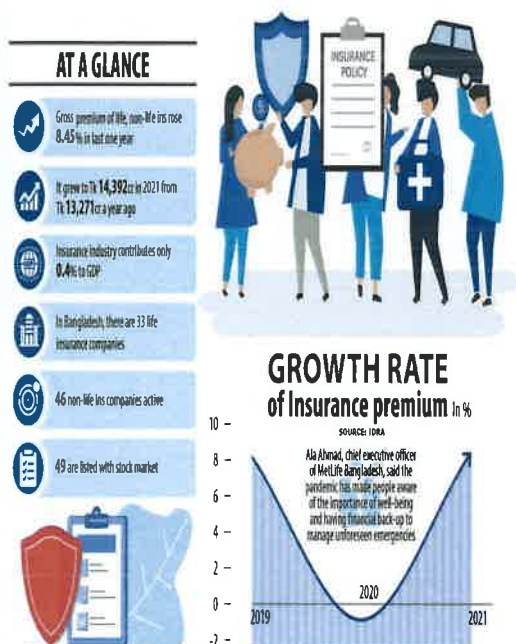 AT A GLANCE
Gross premium of life, non-life ins rose
8.45% in last one year
It grew to Tk 14,392cr in 2021 from
Tk 13,271cr a year ago
Insurance industry contributes only
0.4% to GDP
In Bangladesh, there are 33 life
insurance companies
46 non-life ins companies active
49 are listed with stock market
INSURANCE
POLICY
GROWTH RATE
of Insurance premium In %
SOURCE: IDRA
Ala Ahmad, chief executive officer
of MetLife Bangladesh, said the
pandemic has made people aware
of the importance of well-being
and having financial back-up to
manage unforeseen emergencies
10
8
6
4
2
0
-2
2019
2020
2021